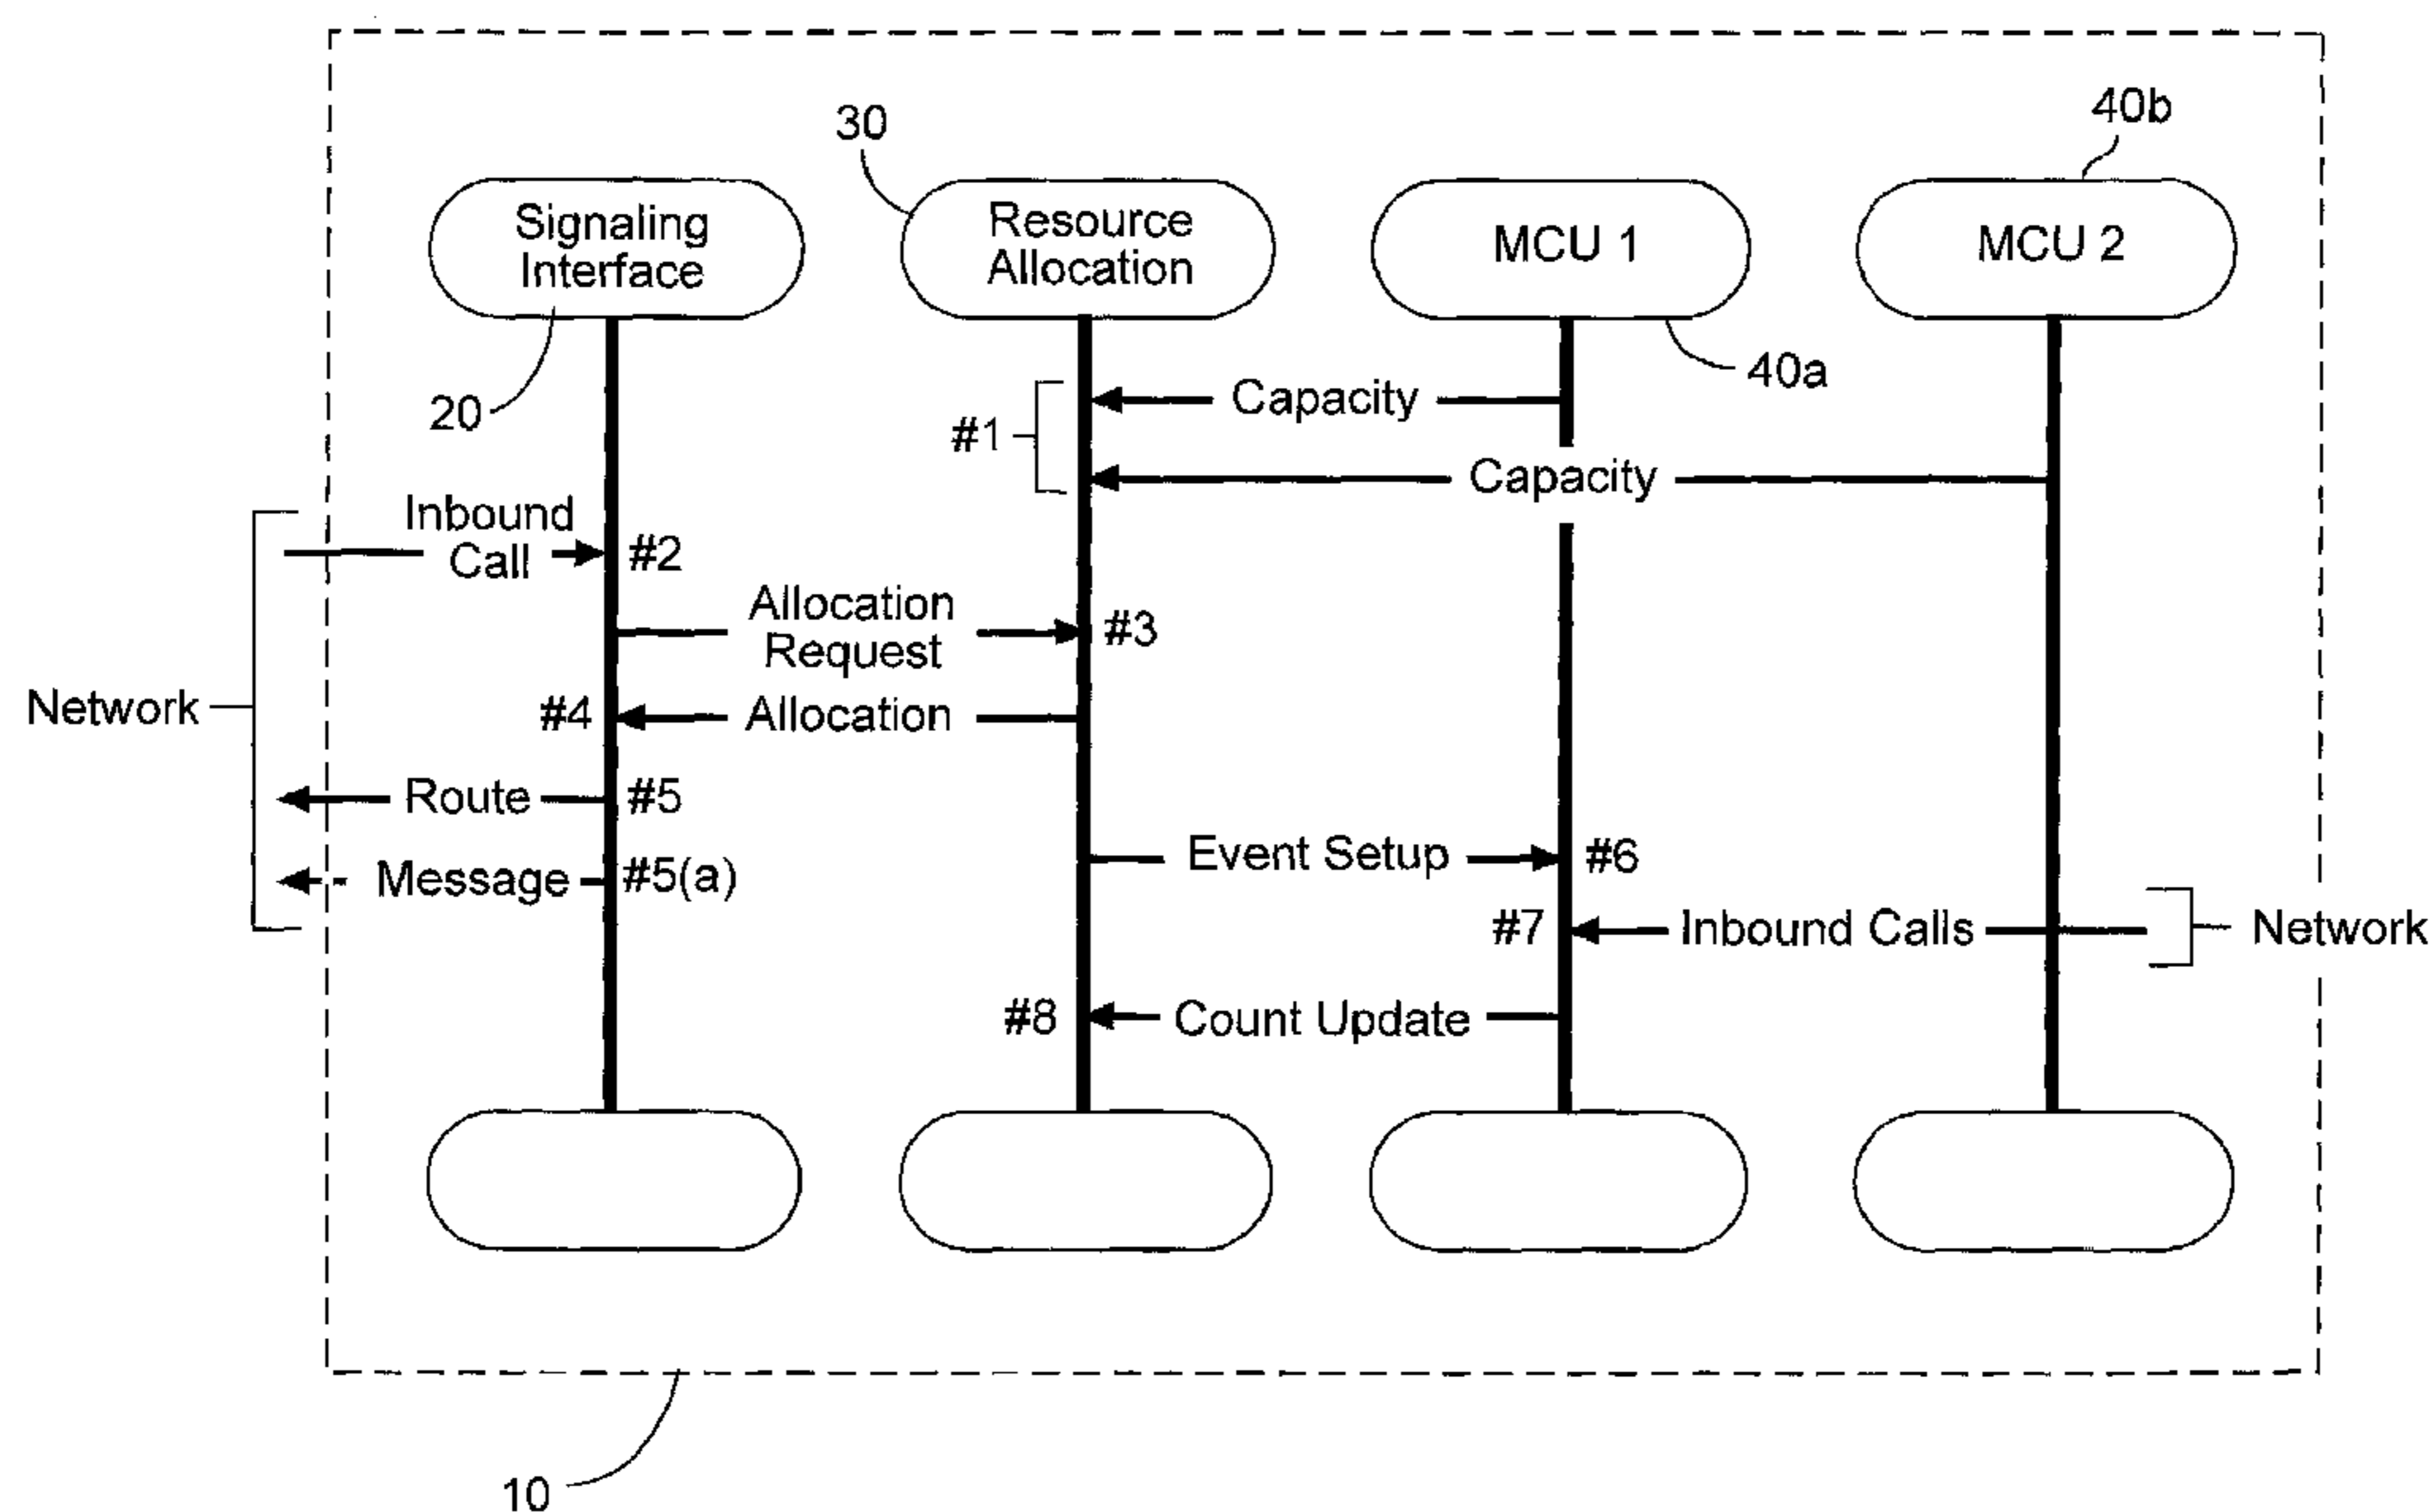 30
40b
Signaling
Interface
Resource
Allocation
MCU 1
MCU 2
20
40a
#1
Capacity
Capacity
Inbound
Call
#2
Allocation
Request
#3
Network
#4
Allocation
Route
#5
Message
#5(a)
Event Setup
#6
#7
Inbound Calls
Network
#8
Count Update
10